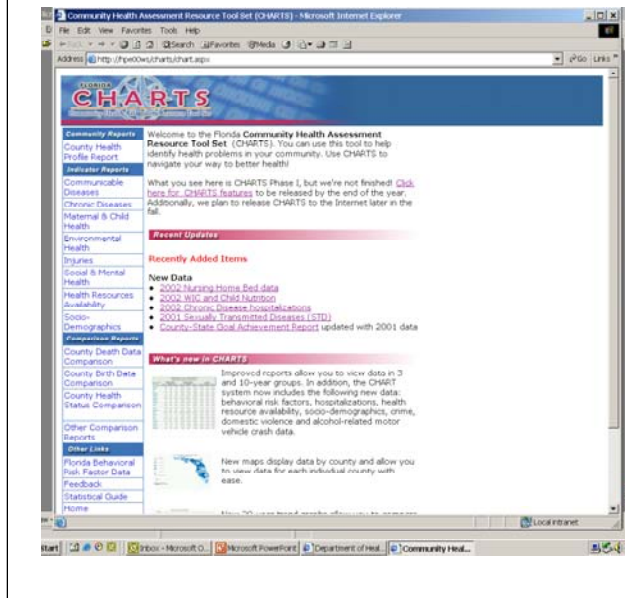 Community Health Assessment Resource Tool Set (CHARTS) - Microsoft Internet Explorer
File Edit View Favorites Tools Help
Search Favorites Media
Address http://hpe00ws/charts/chart.aspx Go Links
FLORIDA
CHARTS
Community Reports
County Health
Profile Report
Indicator Reports
Communicable
Diseases
Chronic Diseases
Maternal & Child
Health
Environmental
Health
Injuries
Social & Mental
Health
Health Resources
Availability
Socio-
Demographics
Comparison Reports
County Death Data
Comparison
County Birth Data
Comparison
County Health
Status Comparison
Other Comparison
Reports
Other Links
Florida Behavioral
Risk Factor Data
Feedback
Statistical Guide
Home
Welcome to the Florida Community Health Assessment
Resource Tool Set (CHARTS). You can use this tool to help
identify health problems in your community. Use CHARTS to
navigate your way to better health!
What you see here is CHARTS Phase I, but we're not finished! Click
here for CHARTS features to be released by the end of the year.
Additionally, we plan to release CHARTS to the Internet later in the
fall.
Recent Updates
Recently Added Items
New Data
• 2002 Nursing Home Bed data
• 2002 WIC and Child Nutrition
• 2002 Chronic Disease hospitalizations
• 2001 Sexually Transmitted Diseases (STD)
• County-State Goal Achievement Report updated with 2001 data
What's new in CHARTS
Improved reports allow you to view data in 3
and 10-year groups. In addition, the CHART
system now includes the following new data:
behavioral risk factors, hospitalizations, health
resource availability, socio-demographics, crime,
domestic violence and alcohol-related motor
vehicle crash data.
New maps display data by county and allow you
to view data for each individual county with
ease.
Local intranet
Start Inbox - Microsoft O... Microsoft PowerPoint Department of Heal... Community Heal...